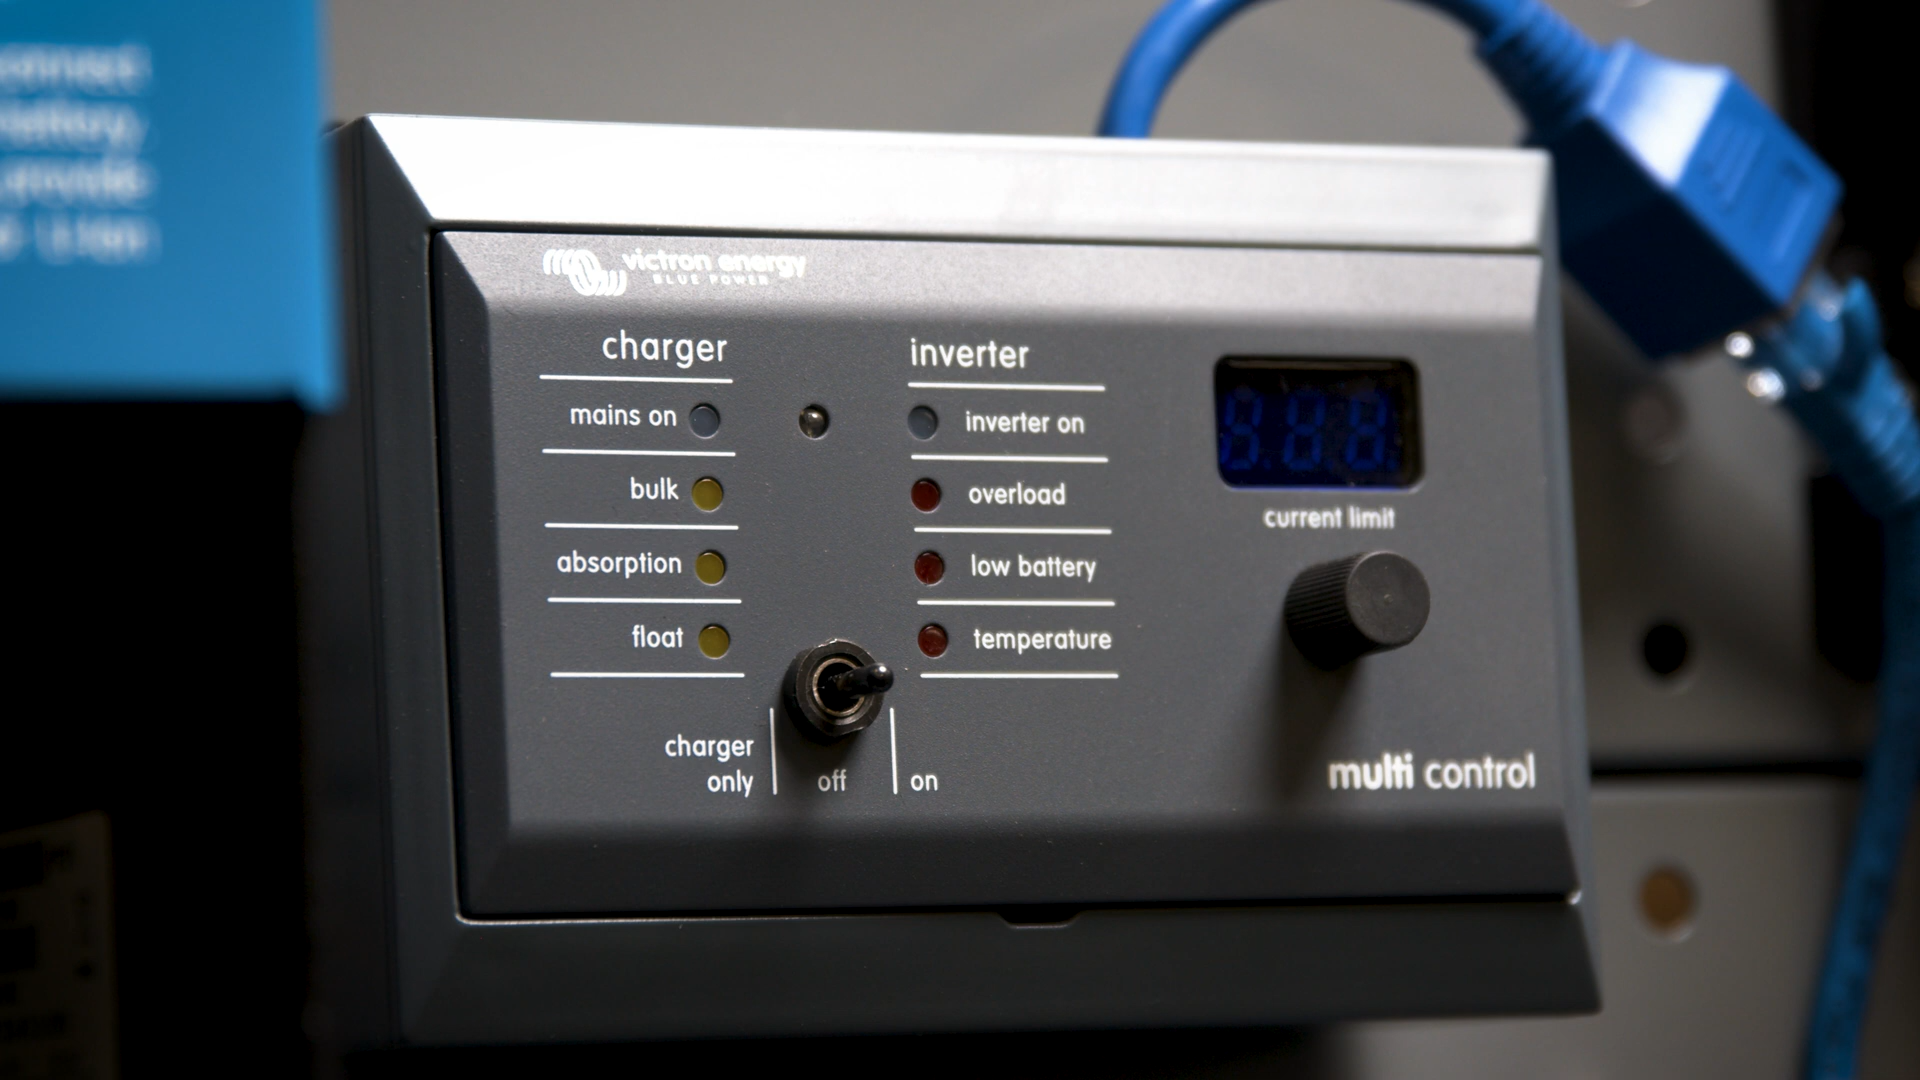 victron energy
BLUE POWER
charger
mains on
bulk
absorption
float
inverter
inverter on
overload
low battery
temperature
current limit
charger
only
off
on
multi control